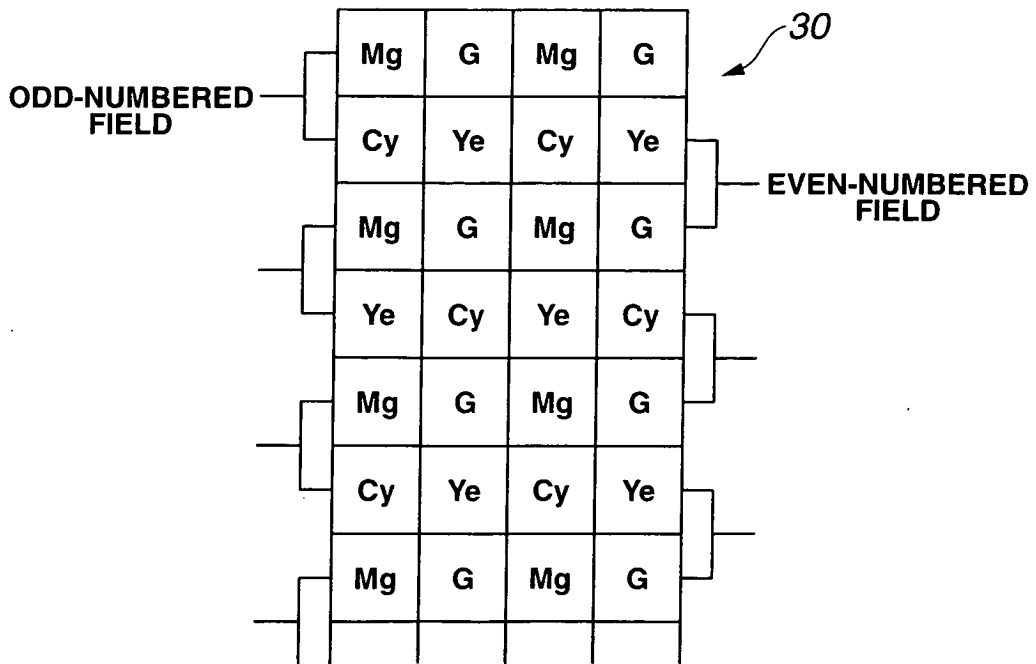 30
Mg G Mg G
ODD-NUMBERED
FIELD
Cy Ye Cy Ye
EVEN-NUMBERED
FIELD
Mg G Mg G
Ye Cy Ye Cy
Mg G Mg G
Cy Ye Cy Ye
Mg G Mg G